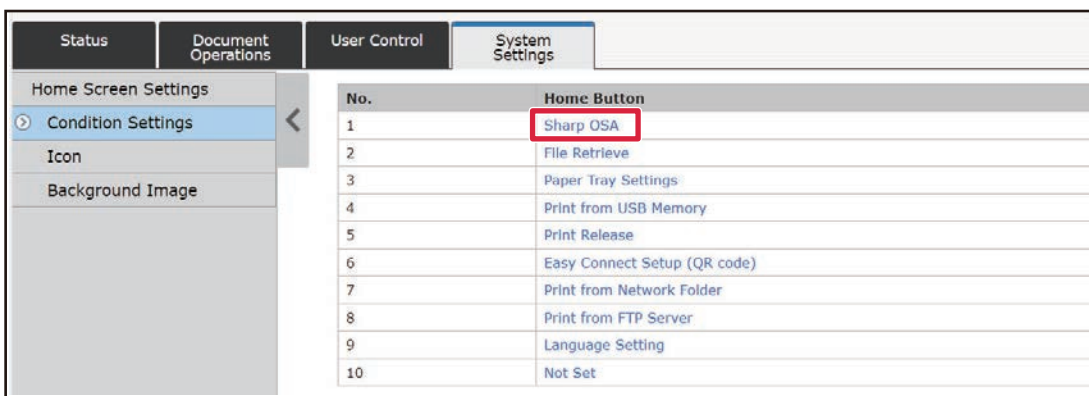 Status
Document
Operations
User Control
System
Settings
Home Screen Settings
Condition Settings
Icon
Background Image
No. Home Button
1 Sharp OSA
2 File Retrieve
3 Paper Tray Settings
4 Print from USB Memory
5 Print Release
6 Easy Connect Setup (QR code)
7 Print from Network Folder
8 Print from FTP Server
9 Language Setting
10 Not Set